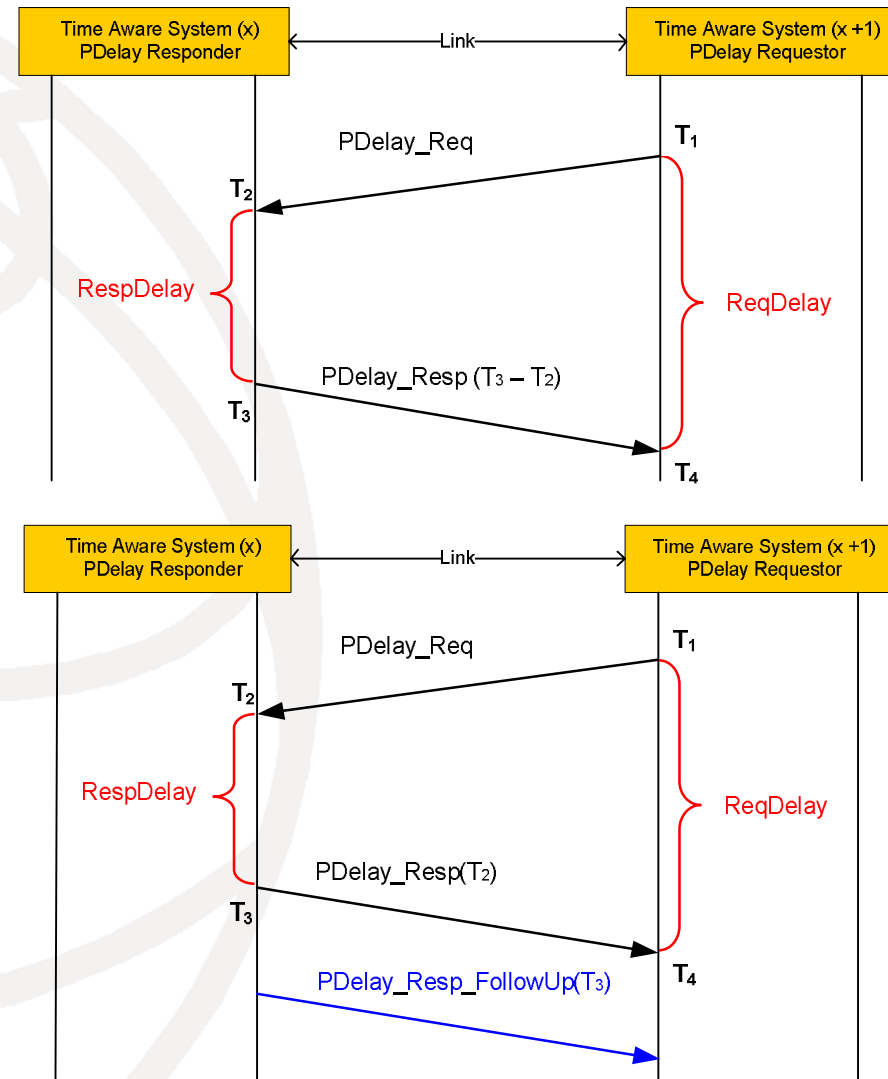 Time Aware System (x)
PDelay Responder
Link
Time Aware System (x +1)
PDelay Requestor
PDelay_Req
T₁
T₂
RespDelay
ReqDelay
PDelay_Resp (T₃ – T₂)
T₃
T₄
Time Aware System (x)
PDelay Responder
Link
Time Aware System (x +1)
PDelay Requestor
PDelay_Req
T₁
T₂
RespDelay
ReqDelay
PDelay_Resp(T₂)
T₃
T₄
PDelay_Resp_FollowUp(T₃)